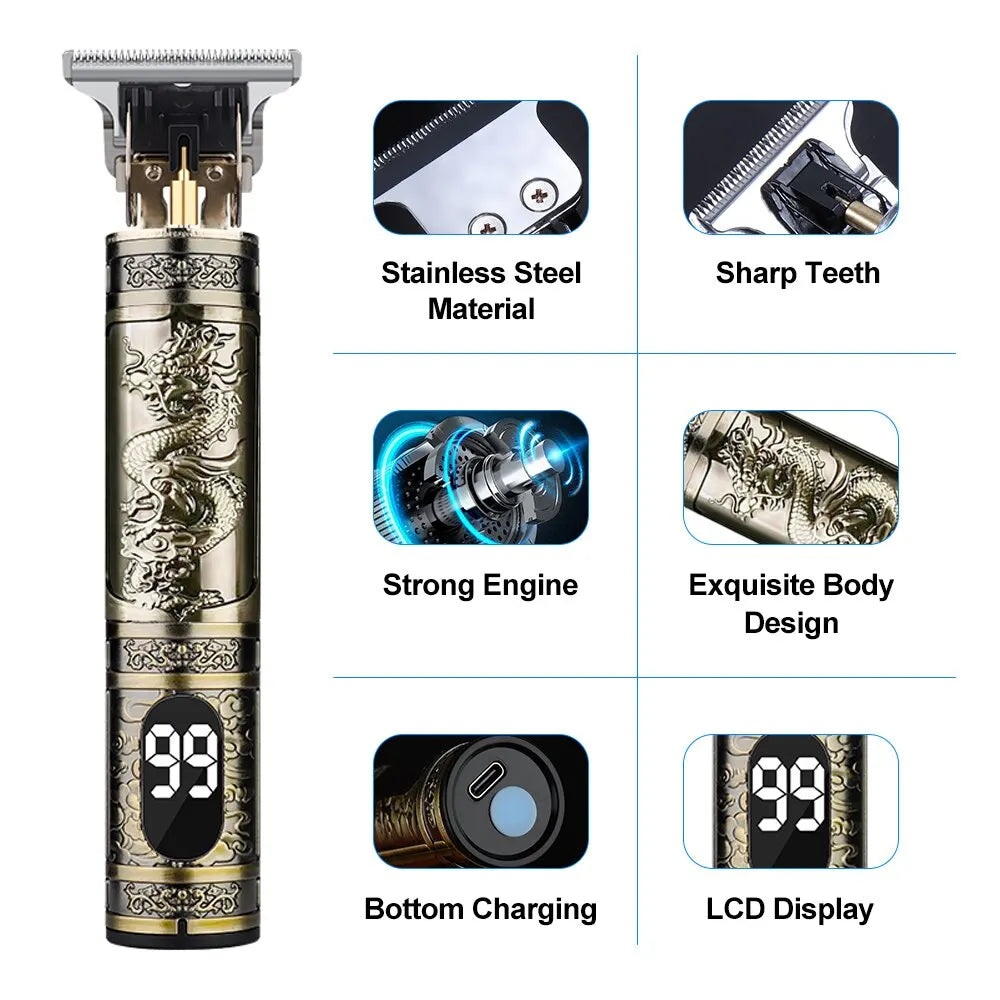 Stainless Steel
Material
Sharp Teeth
Strong Engine
Exquisite Body
Design
99
Bottom Charging
99
LCD Display